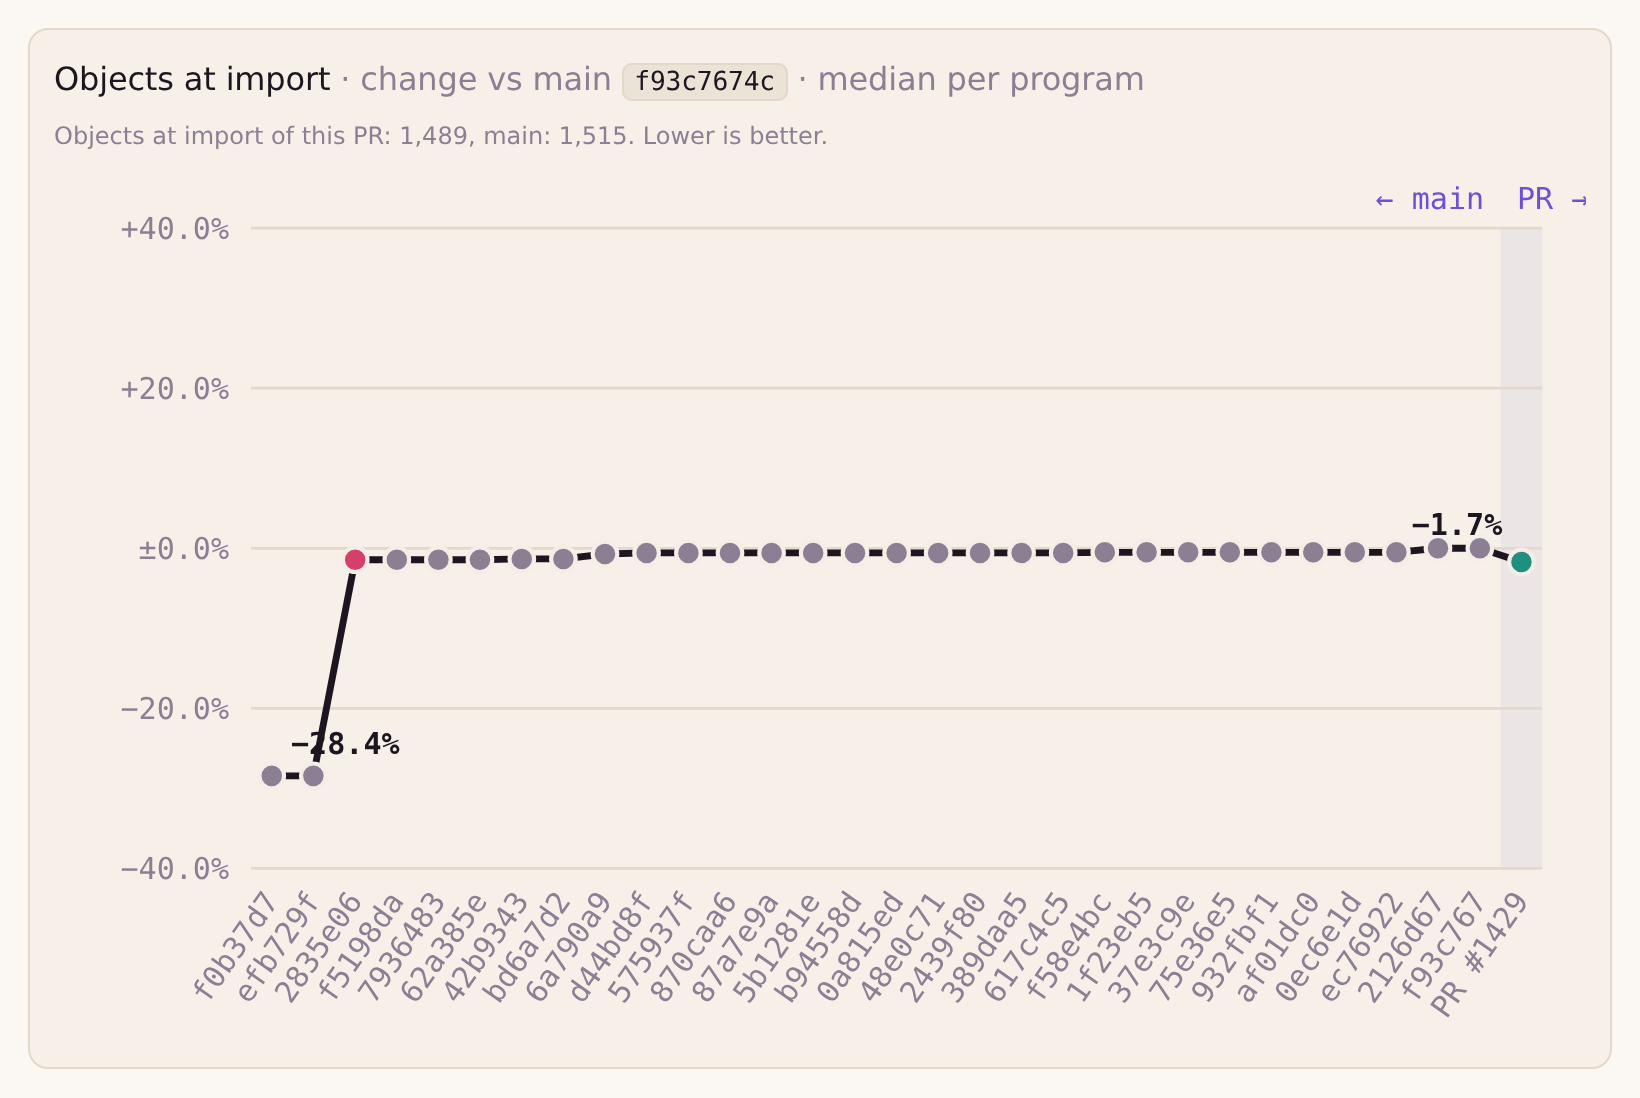 Objects at import · change vs main f93c7674c · median per program
Objects at import of this PR: 1,489, main: 1,515. Lower is better.
← main PR →
+40.0%
+20.0%
±0.0%
−20.0%
−40.0%
−28.4%
−1.7%
f0b37d7
efb729f
2835e06
f5198da
7936483
62a385e
42b9343
bd6a7d2
6a790a9
d44bd8f
575937f
870caa6
87a7e9a
5b1281e
b94558d
0a815ed
48e0c71
2439f80
389daa5
617c4c5
f58e4bc
1f23eb5
37e3c9e
75e36e5
932fbf1
af01dc0
0ec6e1d
ec76922
2126d67
f93c767
PR #1429